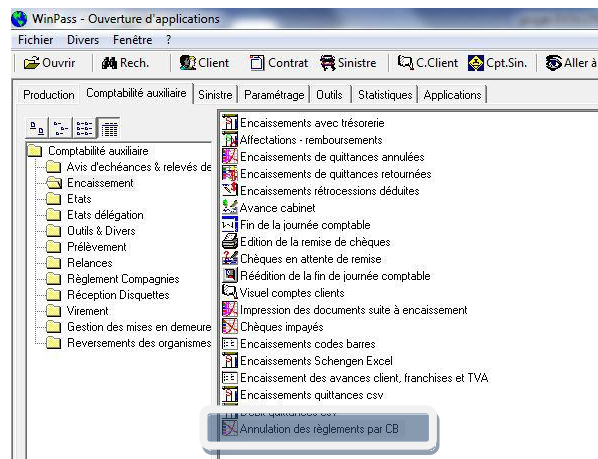 WinPass - Ouverture d'applications
Fichier Divers Fenêtre ?
Ouvrir Rech. Client Contrat Sinistre C.Client Cpt.Sin. Aller à
Production Comptabilité auxiliaire Sinistre Paramétrage Outils Statistiques Applications
Comptabilité auxiliaire
Avis d'echéances & relevés de
Encaissement
Etats
Etats délégation
Outils & Divers
Prélèvement
Relances
Règlement Compagnies
Réception Disquettes
Virement
Gestion des mises en demeure
Reversements des organismes
Encaissements avec trésorerie
Affectations - remboursements
Encaissements de quittances annulées
Encaissements de quittances retournées
Encaissements rétrocessions déduites
Avance cabinet
Fin de la journée comptable
Edition de la remise de chèques
Chèques en attente de remise
Réédition de la fin de journée comptable
Visuel comptes clients
Impression des documents suite à encaissement
Chèques impayés
Encaissements codes barres
Encaissements Schengen Excel
Encaissement des avances client, franchises et TVA
Encaissements quittances csv
Débit quittances csv
Annulation des règlements par CB